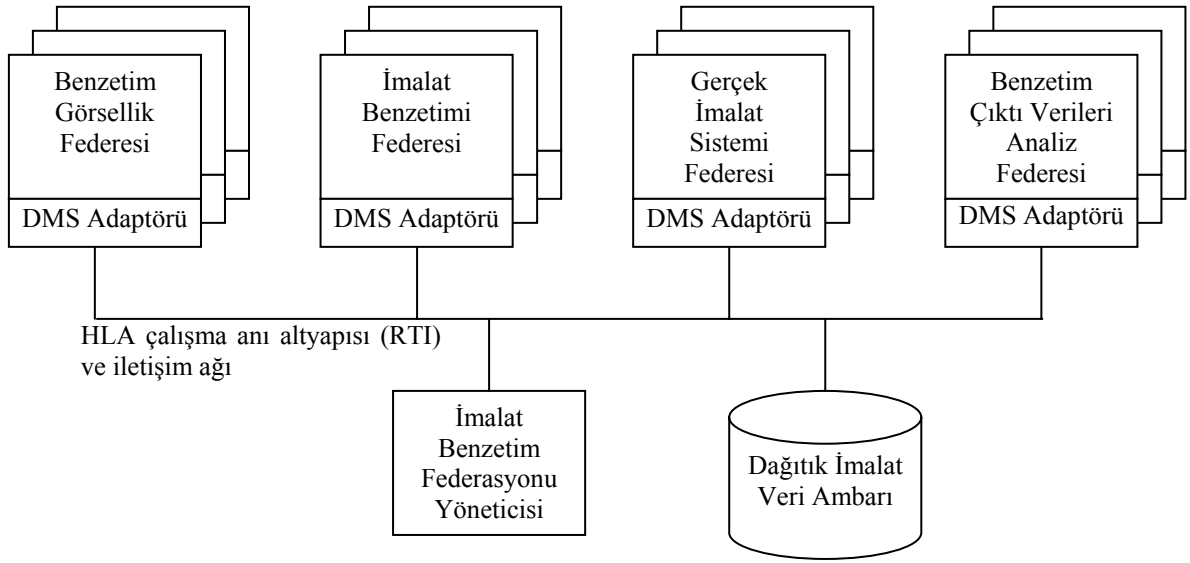 Benzetim
Görsellik
Federesi
DMS Adaptörü
İmalat
Benzetimi
Federesi
DMS Adaptörü
Gerçek
İmalat
Sistemi
Federesi
DMS Adaptörü
Benzetim
Çıktı Verileri
Analiz
Federesi
DMS Adaptörü
HLA çalışma anı altyapısı (RTI)
ve iletişim ağı
İmalat
Benzetim
Federasyonu
Yöneticisi
Dağıtık İmalat
Veri Ambarı